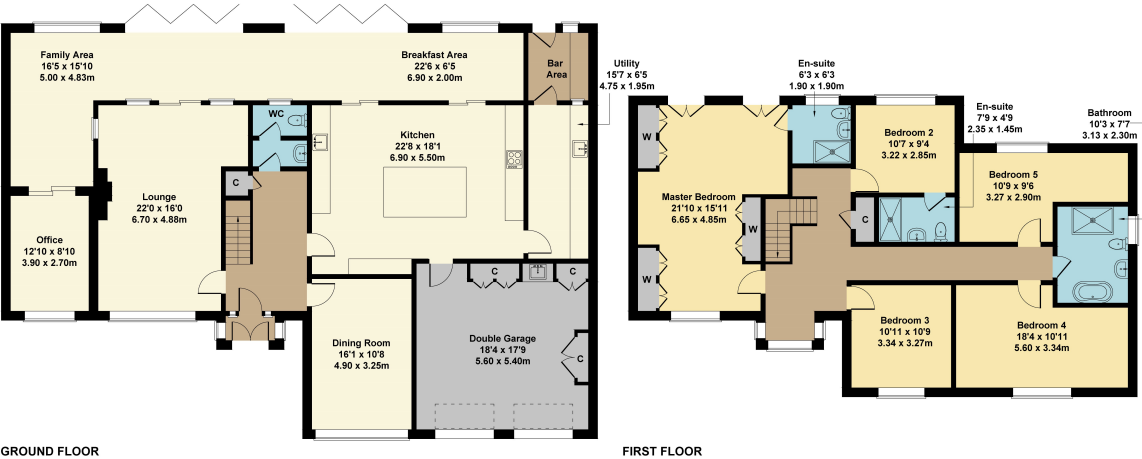 Family Area
16'5 x 15'10
5.00 x 4.83m
Breakfast Area
22'6 x 6'5
6.90 x 2.00m
Bar
Area
Utility
15'7 x 6'5
4.75 x 1.95m
WC
Kitchen
22'8 x 18'1
6.90 x 5.50m
Lounge
22'0 x 16'0
6.70 x 4.88m
C
Office
12'10 x 8'10
3.90 x 2.70m
C
C
Dining Room
16'1 x 10'8
4.90 x 3.25m
Double Garage
18'4 x 17'9
5.60 x 5.40m
C
GROUND FLOOR
En-suite
6'3 x 6'3
1.90 x 1.90m
En-suite
7'9 x 4'9
2.35 x 1.45m
Bathroom
10'3 x 7'7
3.13 x 2.30m
W
Bedroom 2
10'7 x 9'4
3.22 x 2.85m
Bedroom 5
10'9 x 9'6
3.27 x 2.90m
Master Bedroom
21'10 x 15'11
6.65 x 4.85m
W
C
W
Bedroom 3
10'11 x 10'9
3.34 x 3.27m
Bedroom 4
18'4 x 10'11
5.60 x 3.34m
FIRST FLOOR